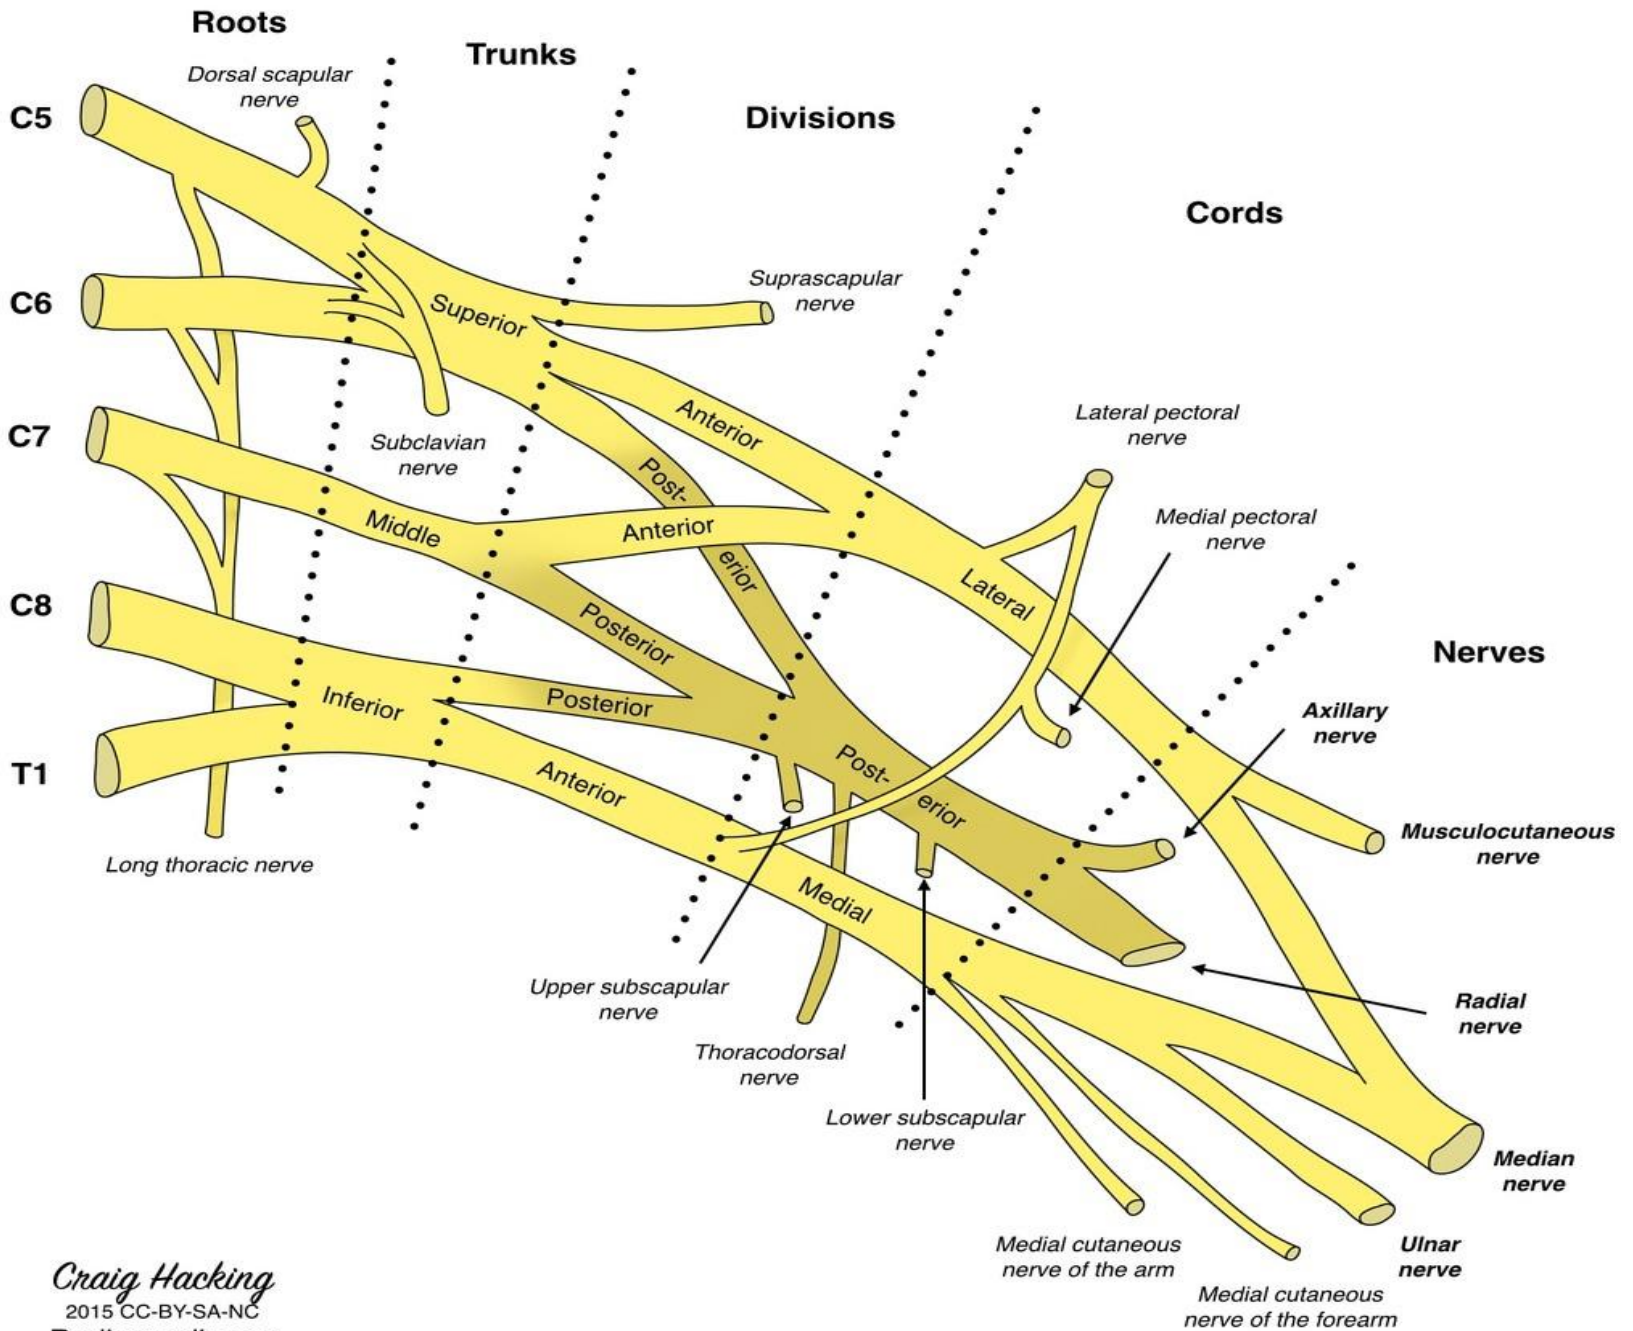 Roots
Trunks
Dorsal scapular
nerve
C5
Divisions
Cords
Suprascapular
nerve
C6
Superior
Lateral pectoral
nerve
Anterior
C7
Subclavian
nerve
Post-
erior
Medial pectoral
nerve
Middle
Anterior
Lateral
C8
Posterior
Nerves
Inferior
Posterior
Axillary
nerve
T1
Anterior
Post-
erior
Musculocutaneous
nerve
Long thoracic nerve
Medial
Upper subscapular
nerve
Radial
nerve
Thoracodorsal
nerve
Lower subscapular
nerve
Median
nerve
Medial cutaneous
nerve of the arm
Ulnar
nerve
Medial cutaneous
nerve of the forearm
Craig Hacking
2015 CC-BY-SA-NC